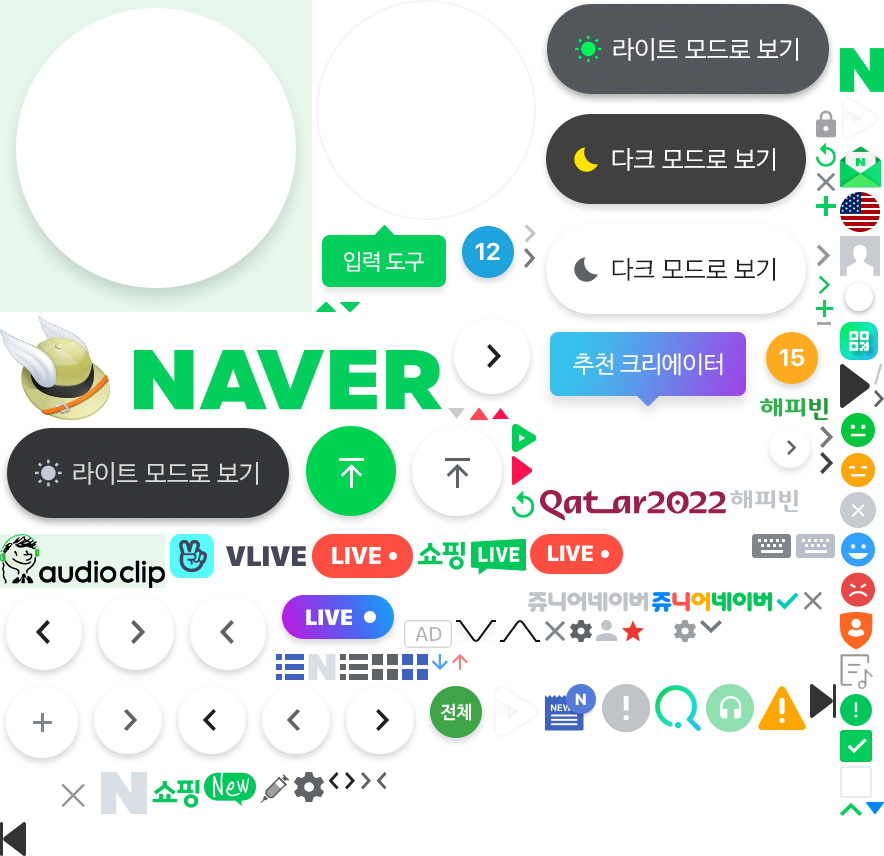 라이트 모드로 보기
N
다크 모드로 보기
N
입력 도구
12
다크 모드로 보기
NAVER
추천 크리에이터
15
해피빈
라이트 모드로 보기
Qatar2022
해피빈
audioclip
VLIVE
LIVE
쇼핑 LIVE
LIVE
쥬니어네이버
쥬니어네이버
LIVE
AD
N
전체
NEWS
N
N
쇼핑
New